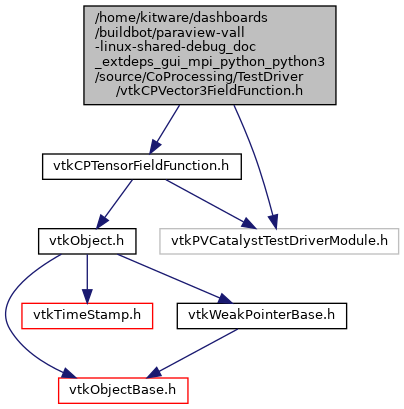 /home/kitware/dashboards
/buildbot/paraview-vall
-linux-shared-debug_doc
_extdeps_gui_mpi_python_python3
/source/CoProcessing/TestDriver
/vtkCPVector3FieldFunction.h
vtkCPTensorFieldFunction.h
vtkObject.h
vtkPVCatalystTestDriverModule.h
vtkTimeStamp.h
vtkWeakPointerBase.h
vtkObjectBase.h